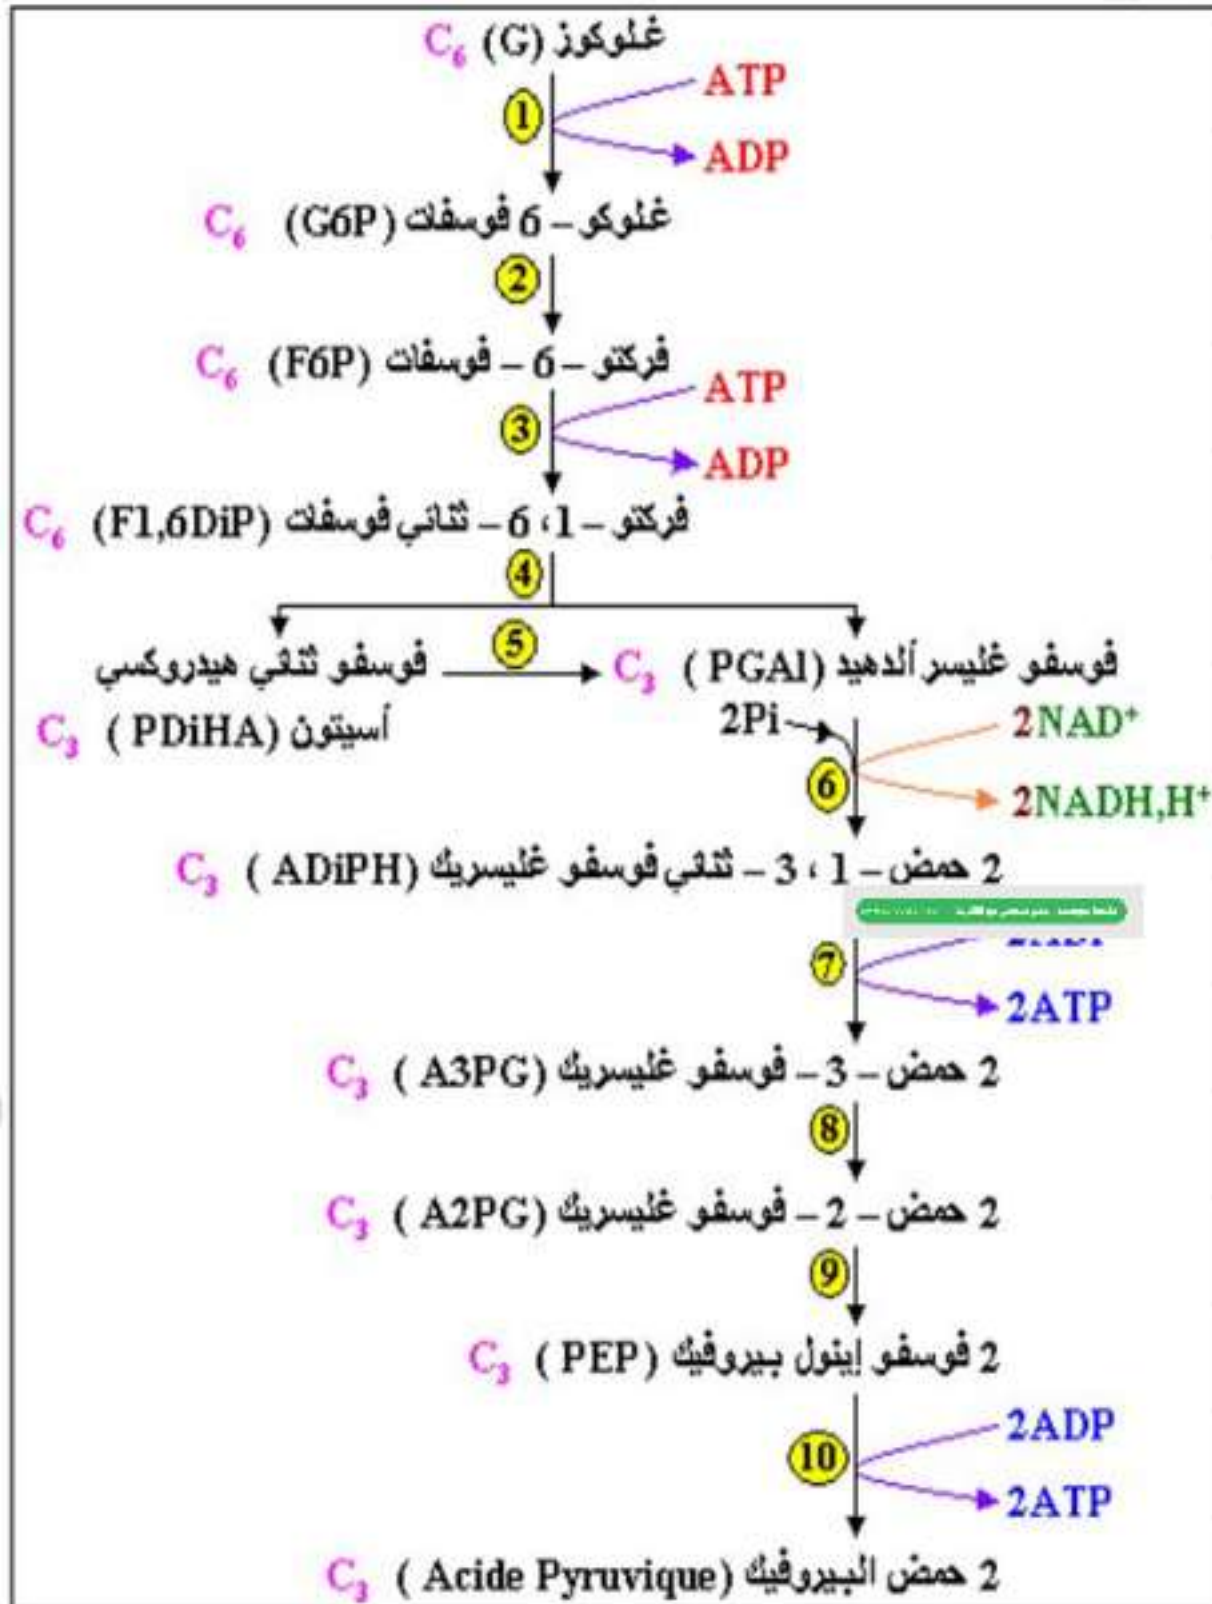 غلوكوز (G) C₆
ATP
①
ADP
غلوكو – 6 فوسفات (G6P) C₆
②
فركتو – 6 – فوسفات (F6P) C₆
ATP
③
ADP
فركتو – 1، 6 – ثنائي فوسفات (F1,6DiP) C₆
④
فوسفو غليسر ألدهيد (PGAl ) C₃
⑤
فوسفو ثنائي هيدروكسي
أسيتون (PDiHA ) C₃
2Pi
2NAD⁺
⑥
2NADH,H⁺
2 حمض – 1 ، 3 – ثنائي فوسفو غليسريك (ADiPH ) C₃
⑦
2ATP
2 حمض – 3 – فوسفو غليسريك (A3PG ) C₃
⑧
2 حمض – 2 – فوسفو غليسريك (A2PG ) C₃
⑨
2 فوسفو إينول بيروفيك (PEP ) C₃
2ADP
⑩
2ATP
2 حمض البيروفيك (Acide Pyruvique ) C₃